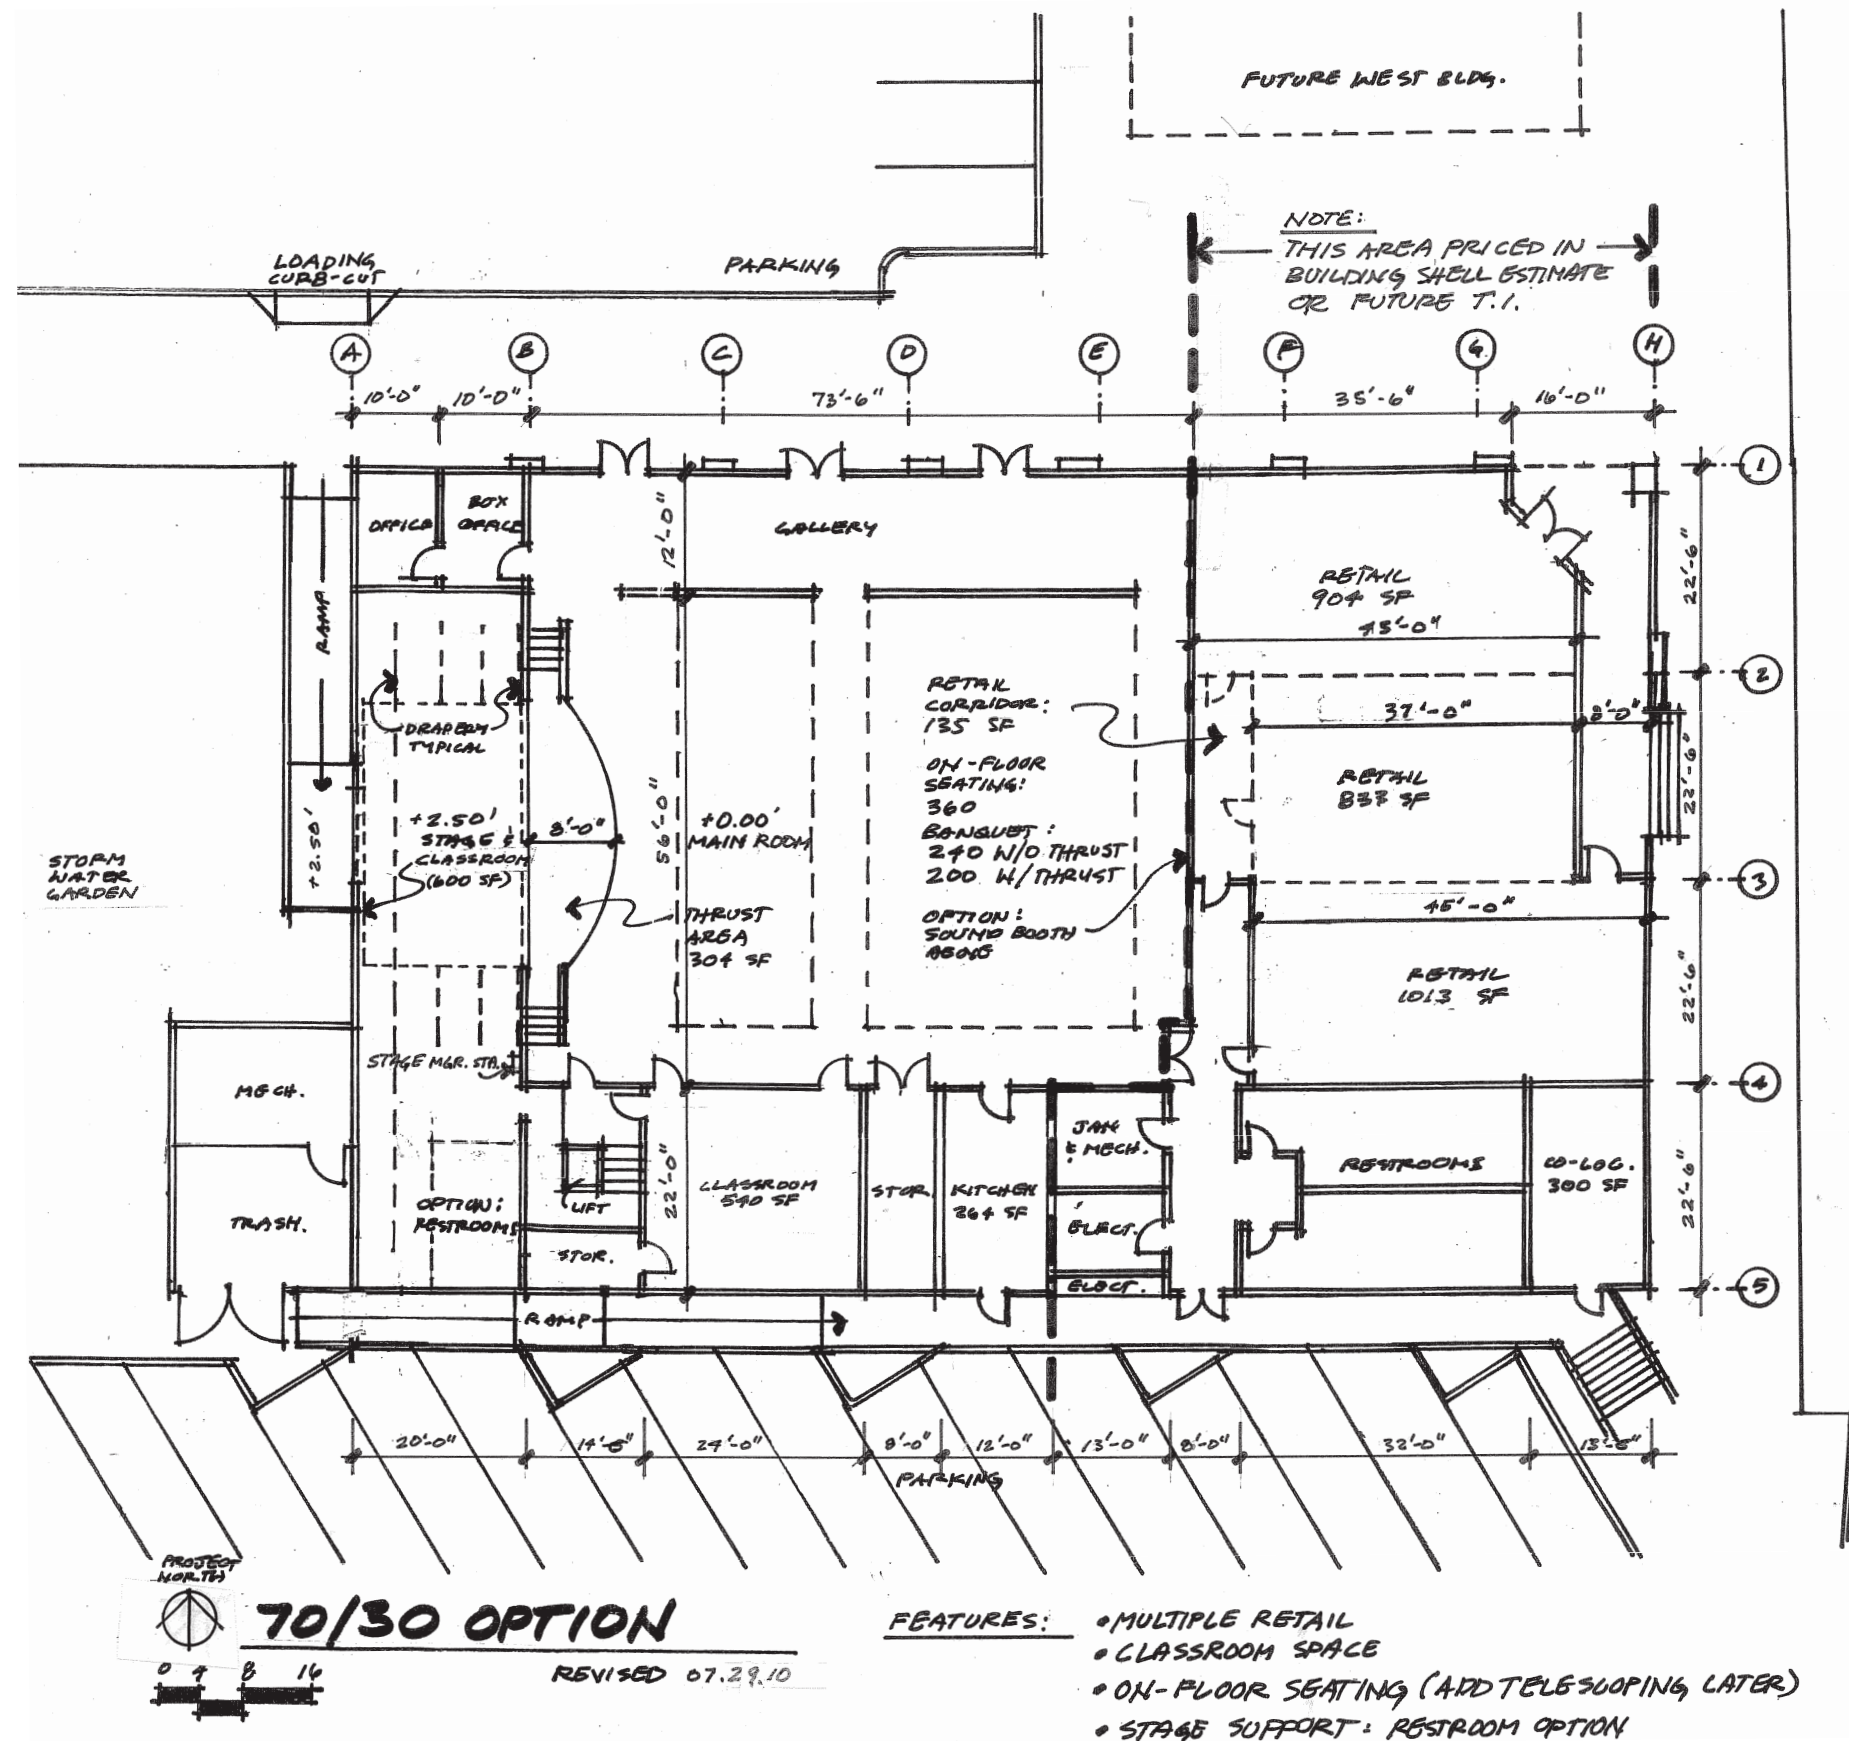 FUTURE WEST BLDG.
NOTE:
THIS AREA PRICED IN
BUILDING SHELL ESTIMATE
OR FUTURE T.I.
LOADING
CURB-CUT
PARKING
A
B
C
D
E
F
G
H
10'-0"
10'-0"
73'-6"
35'-6"
16'-0"
1
2
3
4
5
22'-6"
22'-6"
22'-6"
22'-6"
OFFICE
BOX
OFFICE
12'-0"
GALLERY
RAMP
RETAIL
904 SF
43'-0"
DRAPERY
TYPICAL
RETAIL
CORRIDOR:
135 SF
37'-0"
8'-0"
ON-FLOOR
SEATING:
360
RETAIL
833 SF
BANQUET:
240 W/O THRUST
200 W/THRUST
+2.50'
STAGE &
CLASSROOM
(600 SF)
8'-0"
56'-0"
+0.00'
MAIN ROOM
+2.50'
STORM
WATER
GARDEN
THRUST
AREA
304 SF
OPTION:
SOUND BOOTH
ABOVE
45'-0"
RETAIL
1013 SF
STAGE MGR. STA.
MECH.
TRASH.
OPTION:
RESTROOMS
LIFT
STOR.
22'-0"
CLASSROOM
540 SF
STOR.
KITCHEN
264 SF
JAN
& MECH.
ELECT.
ELECT.
RESTROOMS
CO-LOC.
300 SF
RAMP
20'-0"
14'-6"
24'-0"
8'-0"
12'-0"
13'-0"
8'-0"
32'-0"
13'-6"
PARKING
PROJECT
NORTH
70/30 OPTION
REVISED 07.29.10
0 4 8 16
FEATURES:
• MULTIPLE RETAIL
• CLASSROOM SPACE
• ON-FLOOR SEATING (ADD TELESCOPING LATER)
• STAGE SUPPORT: RESTROOM OPTION